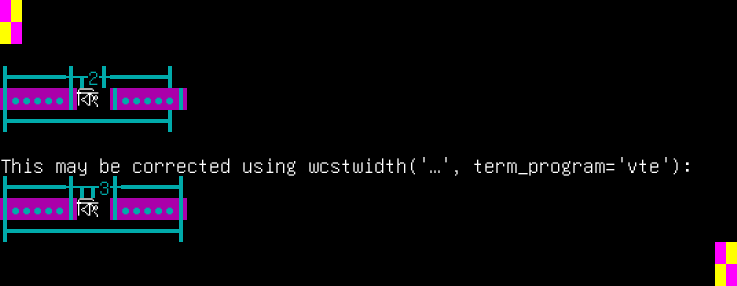 2
কিং
This may be corrected using wcstwidth('…', term_program='vte'):
3
কিং